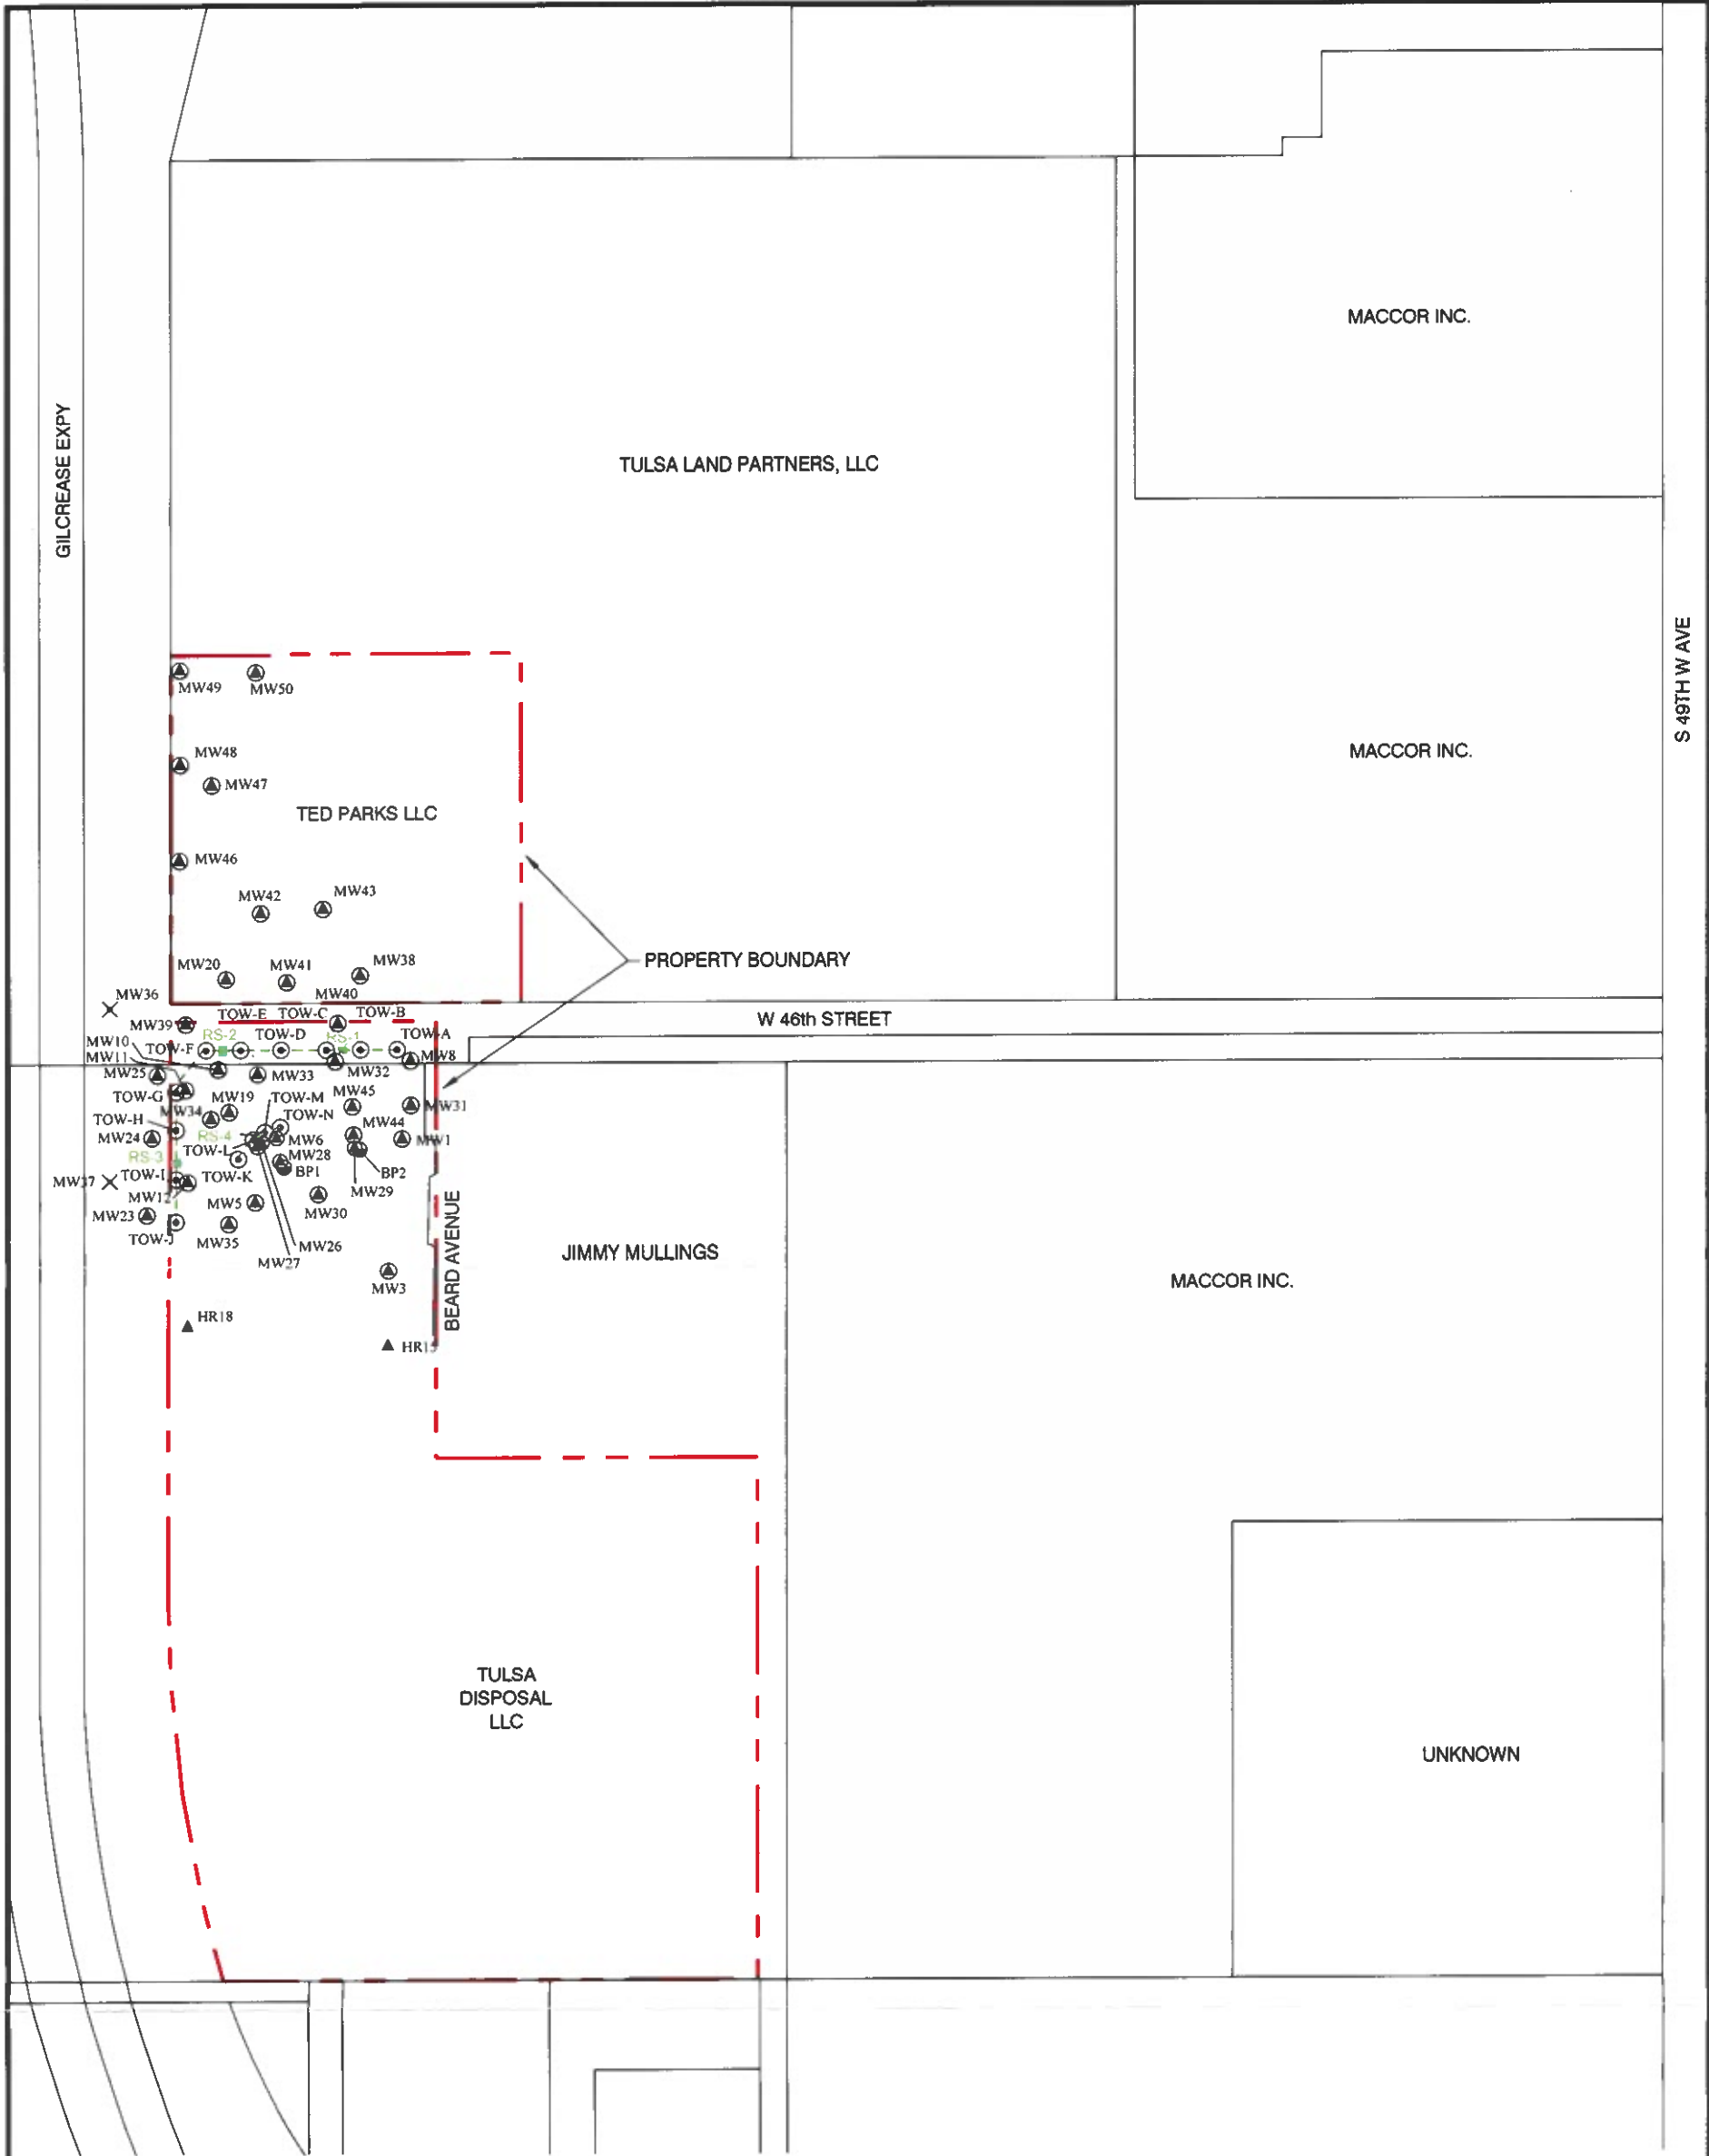 MACCOR INC.
GILCREASE EXPY
TULSA LAND PARTNERS, LLC
S 49TH W AVE
MW49
MW50
MW48
MACCOR INC.
MW47
TED PARKS LLC
MW46
MW43
MW42
PROPERTY BOUNDARY
MW20
MW41
MW38
MW36
MW40
TOW-E
TOW-C
TOW-B
W 46th STREET
MW39
RS-2
TOW-D
RS-1
TOW-A
MW10
TOW-F
MW11
MW8
MW25
MW33
MW32
TOW-G
TOW-M
MW45
MW34
MW19
MW31
TOW-H
TOW-N
MW44
RS-4
MW24
MW6
MW1
TOW-L
RS-3
MW28
BP1
BP2
MW37
TOW-I
TOW-K
MW29
MW12
MW5
MW30
MW23
TOW-J
MW35
MW26
MW27
BEARD AVENUE
JIMMY MULLINGS
MACCOR INC.
MW3
HR18
HR15
TULSA
DISPOSAL
LLC
UNKNOWN